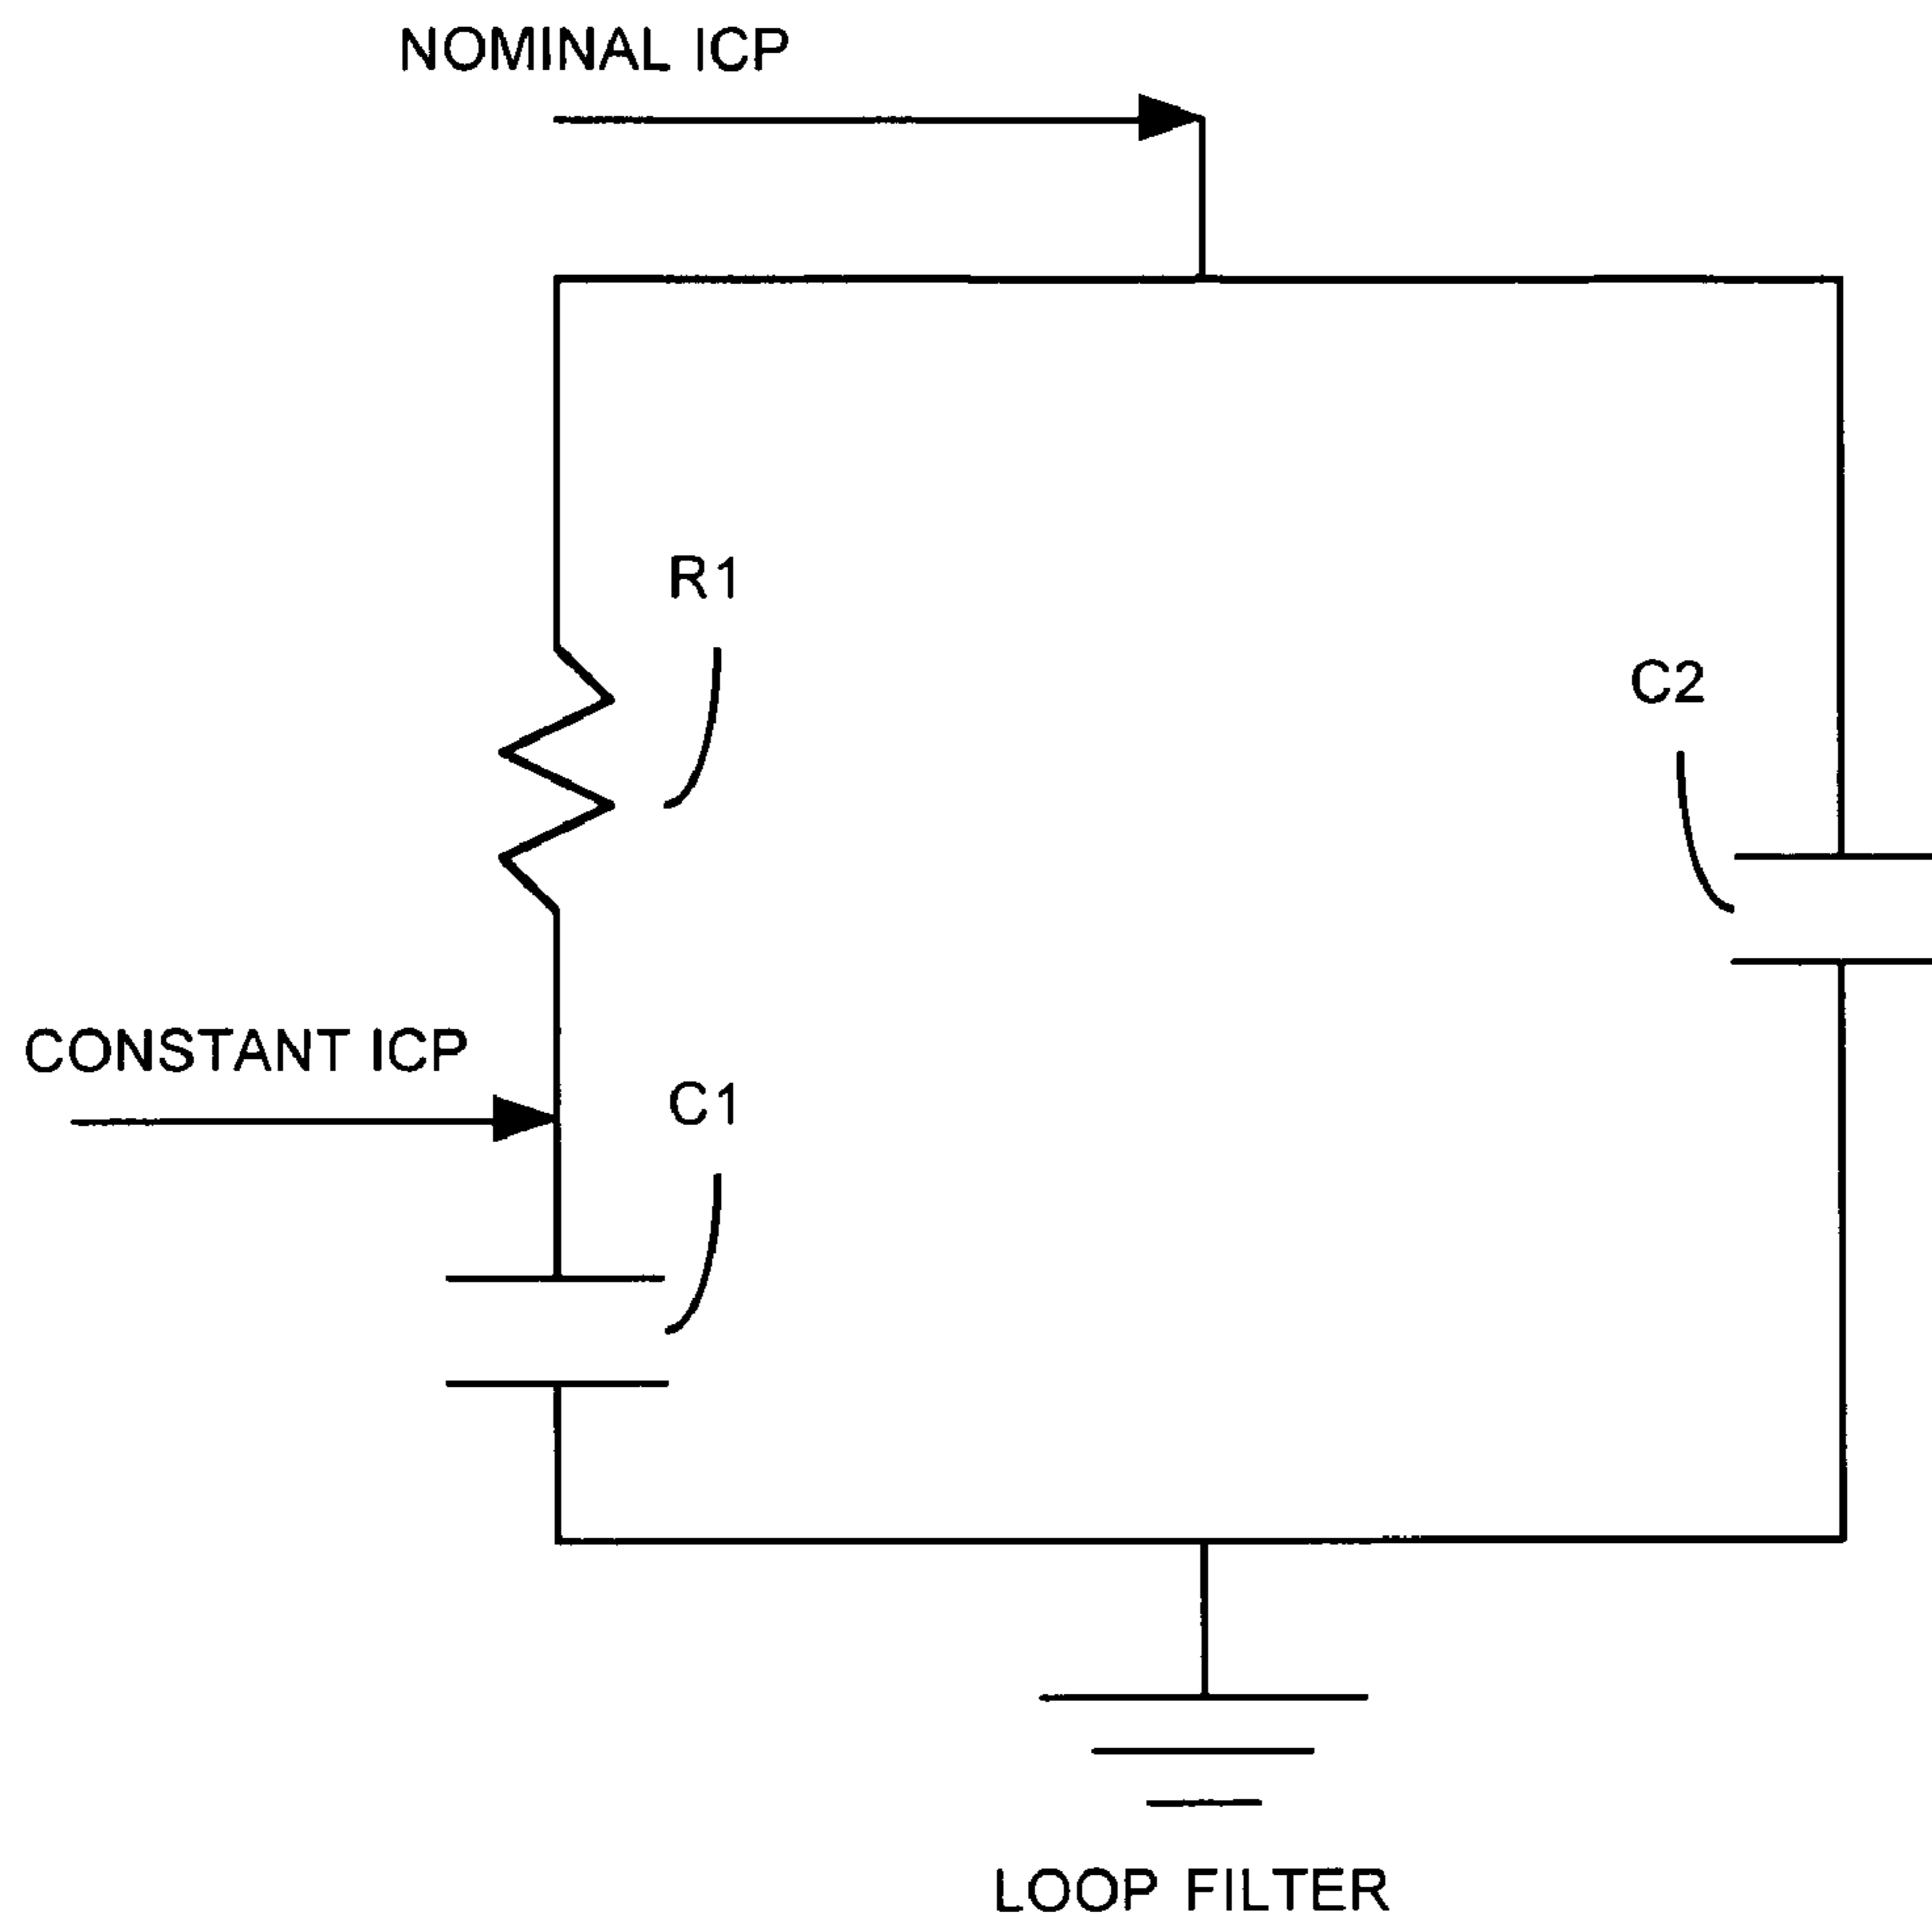 NOMINAL ICP
R1
C2
CONSTANT ICP
C1
LOOP FILTER